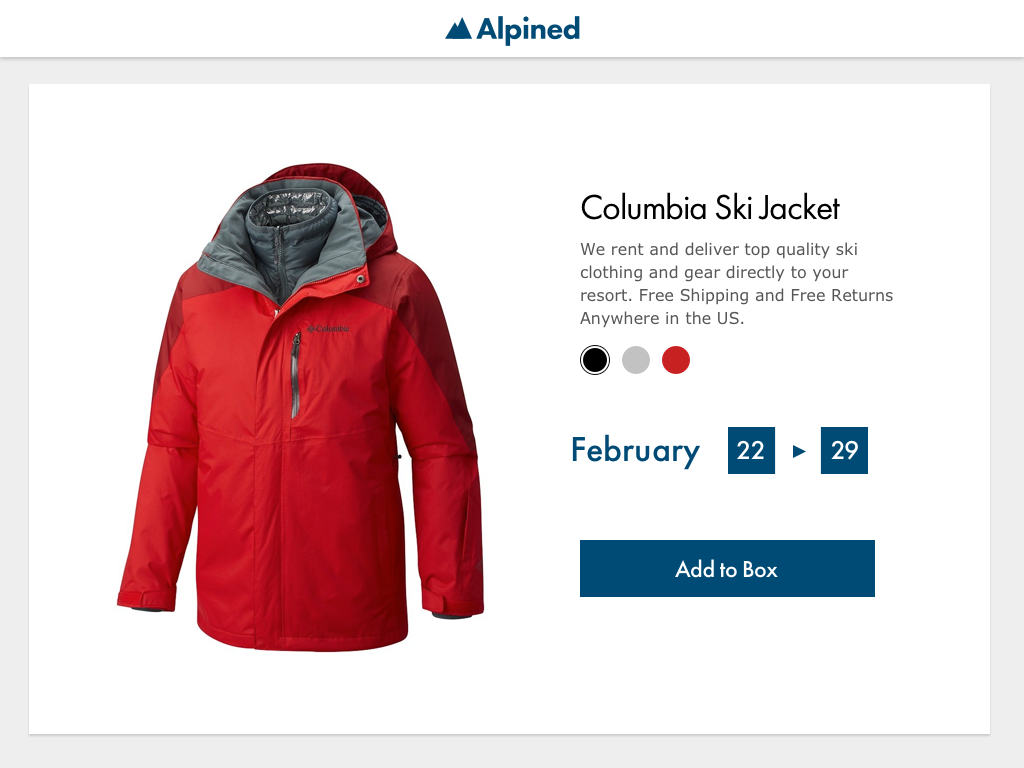 Alpined
Columbia Ski Jacket
We rent and deliver top quality ski
clothing and gear directly to your
resort. Free Shipping and Free Returns
Anywhere in the US.
Columbia
February 22 ▶ 29
Add to Box